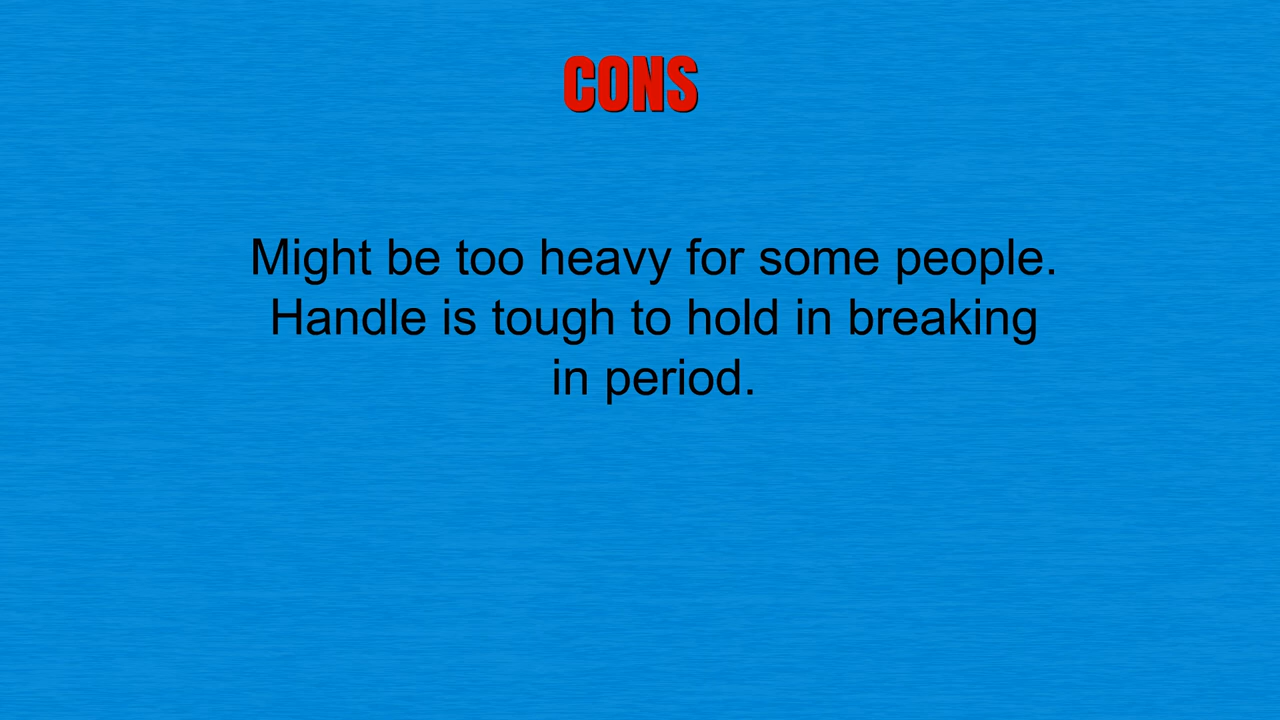 CONS
Might be too heavy for some people.
Handle is tough to hold in breaking
in period.